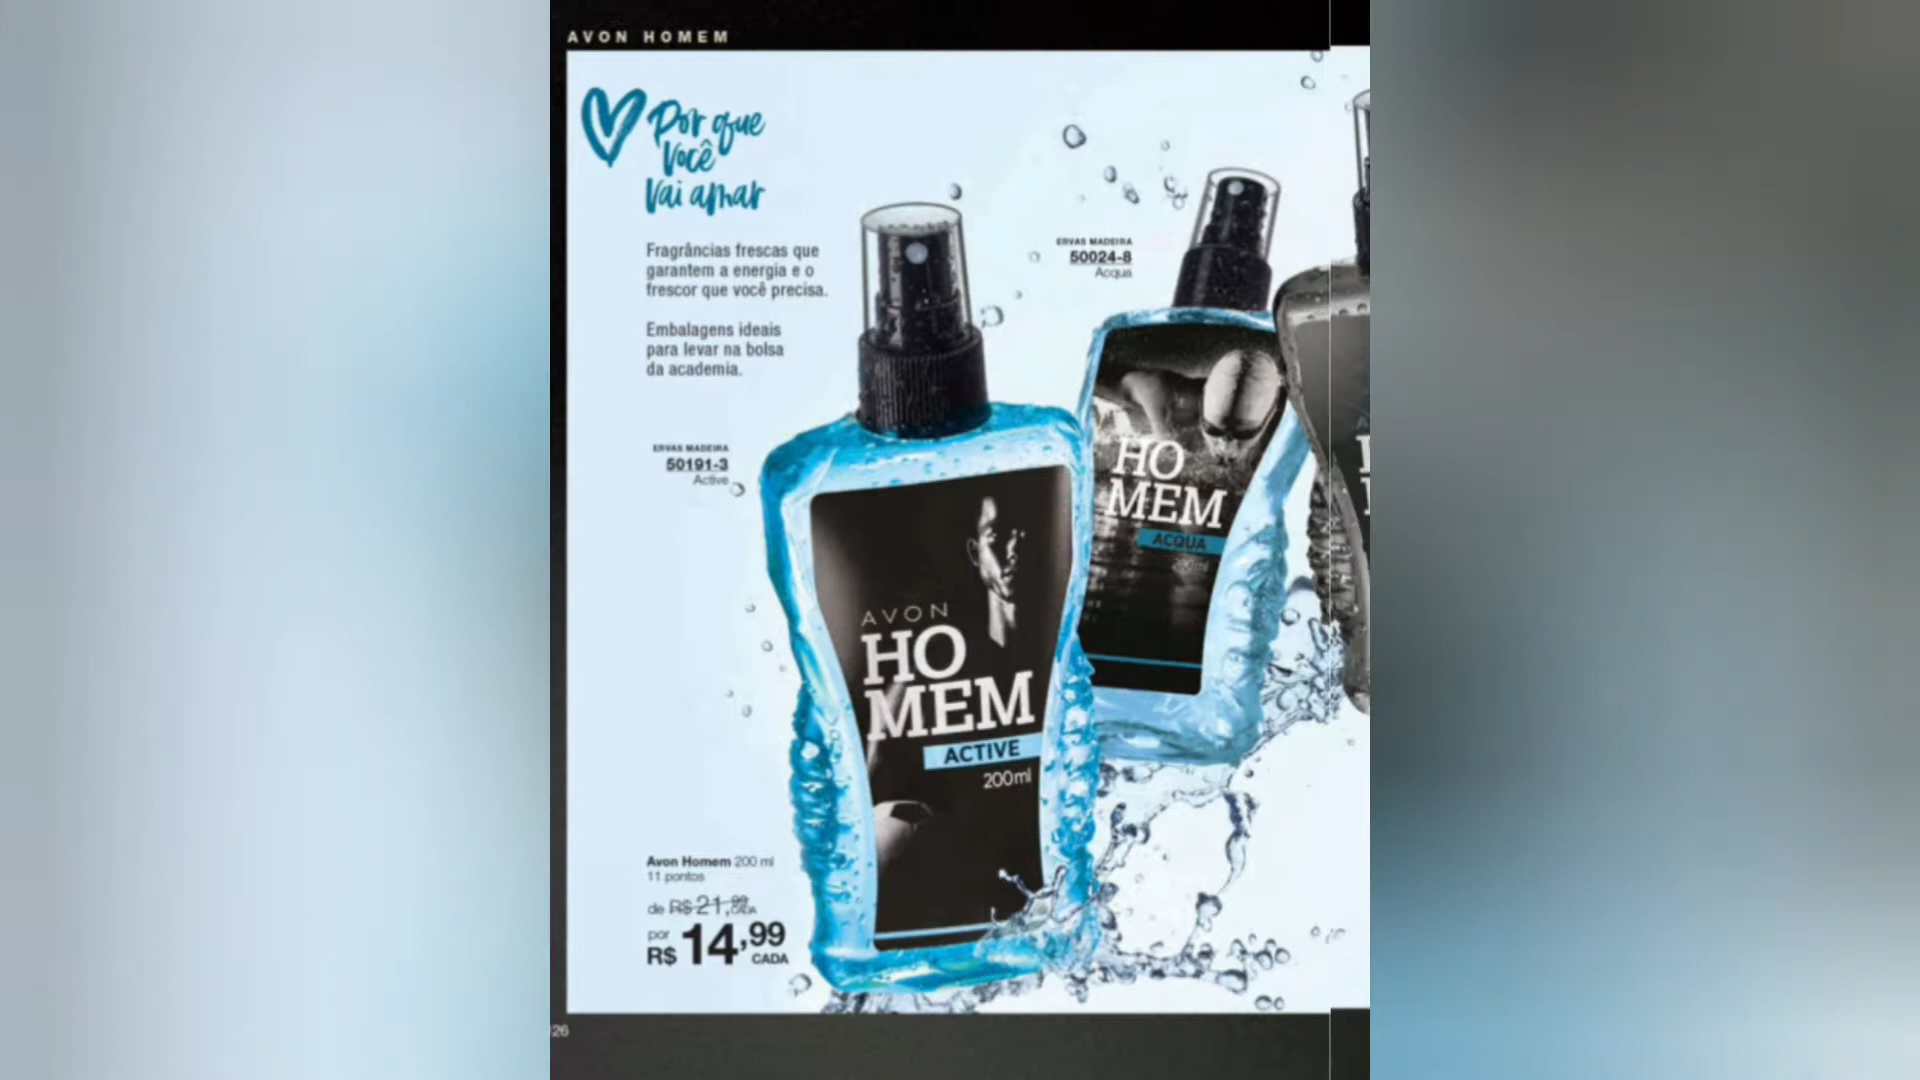 AVON HOMEM
Por que
Você
Vai amar
Fragrâncias frescas que
garantem a energia e o
frescor que você precisa.
Embalagens ideais
para levar na bolsa
da academia.
ERVAS MADEIRA
50191-3
Active
ERVAS MADEIRA
50024-8
Acqua
HO
MEM
ACQUA
200ml
AVON
HO
MEM
ACTIVE
200ml
Avon Homem 200 ml
11 pontos
de R$ 21,99 CADA
por
R$ 14,99
CADA
26